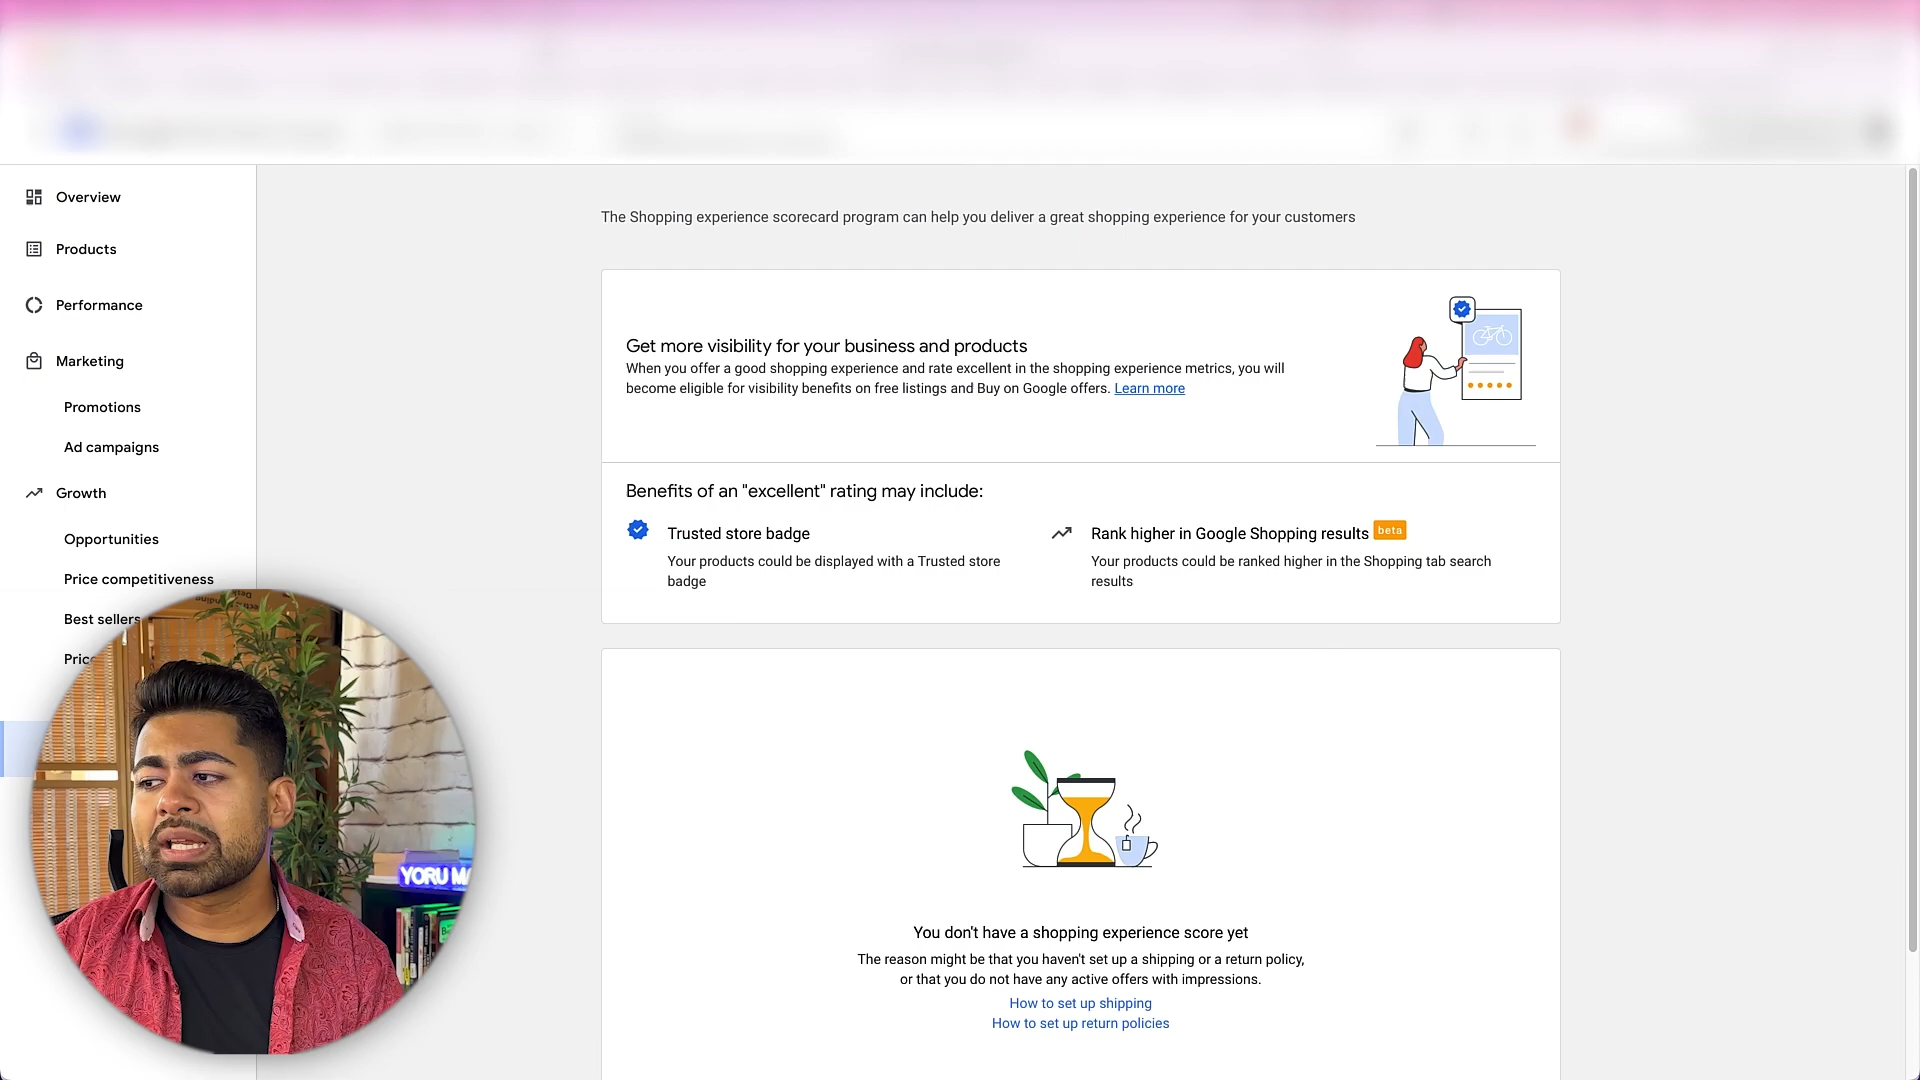 Overview
Products
Performance
Marketing
Promotions
Ad campaigns
Growth
Opportunities
Price competitiveness
Best sellers
The Shopping experience scorecard program can help you deliver a great shopping experience for your customers
Get more visibility for your business and products
When you offer a good shopping experience and rate excellent in the shopping experience metrics, you will
become eligible for visibility benefits on free listings and Buy on Google offers. Learn more
Benefits of an "excellent" rating may include:
Trusted store badge
Your products could be displayed with a Trusted store
badge
Rank higher in Google Shopping results beta
Your products could be ranked higher in the Shopping tab search
results
You don't have a shopping experience score yet
The reason might be that you haven't set up a shipping or a return policy,
or that you do not have any active offers with impressions.
How to set up shipping
How to set up return policies
YORU